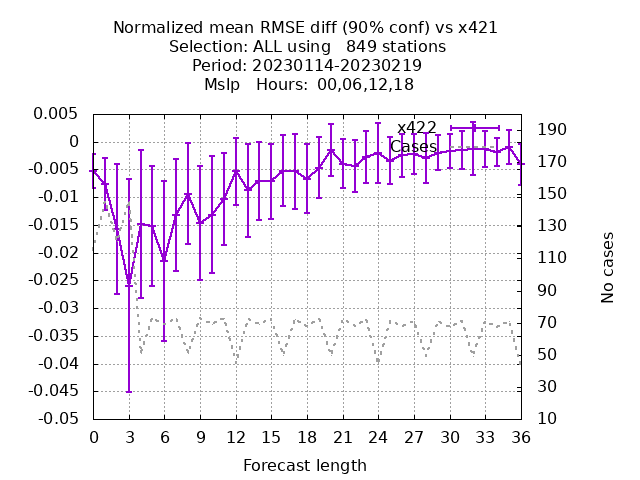 Normalized mean RMSE diff (90% conf) vs x421
Selection: ALL using   849 stations
Period: 20230114-20230219
Mslp   Hours:  00,06,12,18
0.005
0
-0.005
-0.01
-0.015
-0.02
-0.025
-0.03
-0.035
-0.04
-0.045
-0.05
x422
Cases
190
170
150
130
110
90
70
50
30
10
No cases
0 3 6 9 12 15 18 21 24 27 30 33 36
Forecast length